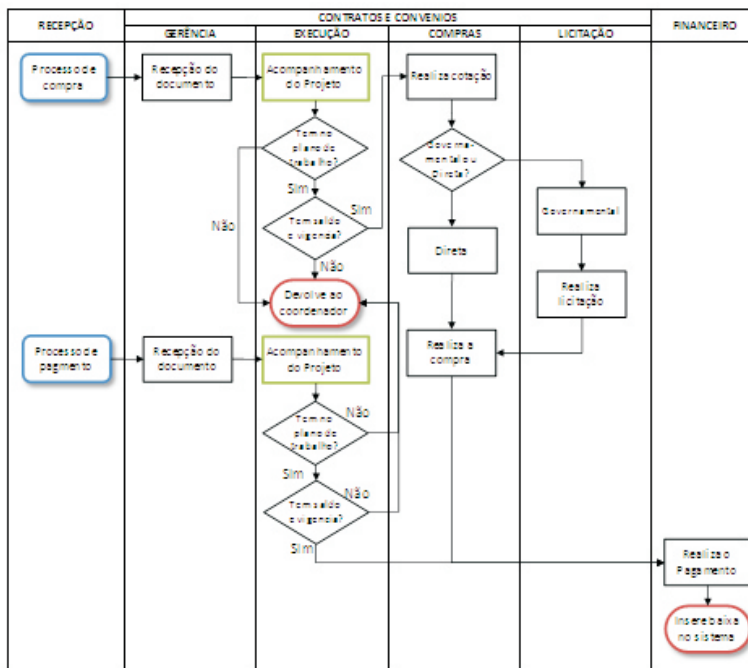 RECEPÇÃO
CONTRATOS E CONVENIOS
FINANCEIRO
GERÊNCIA
EXECUÇÃO
COMPRAS
LICITAÇÃO
Processo de
compra
Recepção do
documento
Acompanhamento
do Projeto
Realiza cotação
Tem no
plano de
trabalho?
Governa-
mental ou
Direta?
Sim
Sim
Não
Tem saldo
e vigencia?
Governamental
Direta
Não
Devolve ao
coordenador
Realiza
licitação
Processo de
pagmento
Recepção do
documento
Acompanhamento
do Projeto
Realiza a
compra
Não
Tem no
plano de
trabalho?
Sim
Não
Tem saldo
e vigencia?
Sim
Realiza o
Pagamento
Insere baixa
no sistema